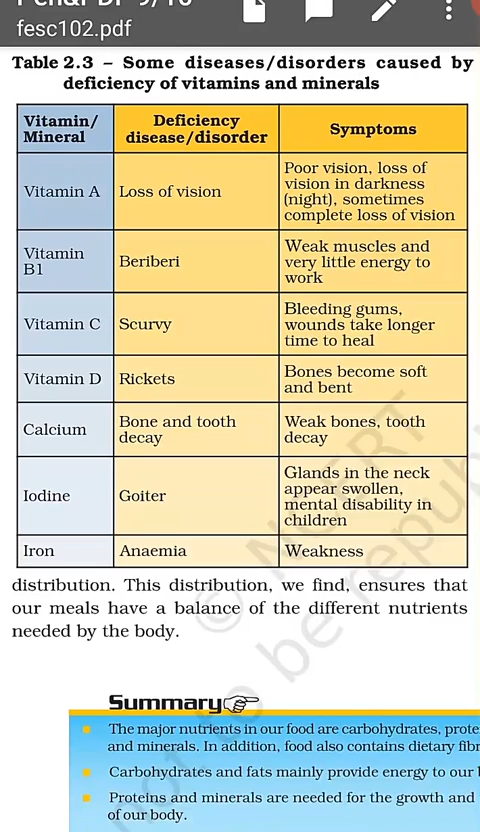 fesc102.pdf
Table 2.3 – Some diseases/disorders caused by
deficiency of vitamins and minerals
Vitamin/
Mineral
Deficiency
disease/disorder
Symptoms
Vitamin A
Loss of vision
Poor vision, loss of
vision in darkness
(night), sometimes
complete loss of vision
Vitamin
B1
Beriberi
Weak muscles and
very little energy to
work
Vitamin C
Scurvy
Bleeding gums,
wounds take longer
time to heal
Vitamin D
Rickets
Bones become soft
and bent
Calcium
Bone and tooth
decay
Weak bones, tooth
decay
Iodine
Goiter
Glands in the neck
appear swollen,
mental disability in
children
Iron
Anaemia
Weakness
distribution. This distribution, we find, ensures that
our meals have a balance of the different nutrients
needed by the body.
Summary
The major nutrients in our food are carbohydrates, prote
and minerals. In addition, food also contains dietary fibr
Carbohydrates and fats mainly provide energy to our
Proteins and minerals are needed for the growth and
of our body.
© NCERT
not to be republ